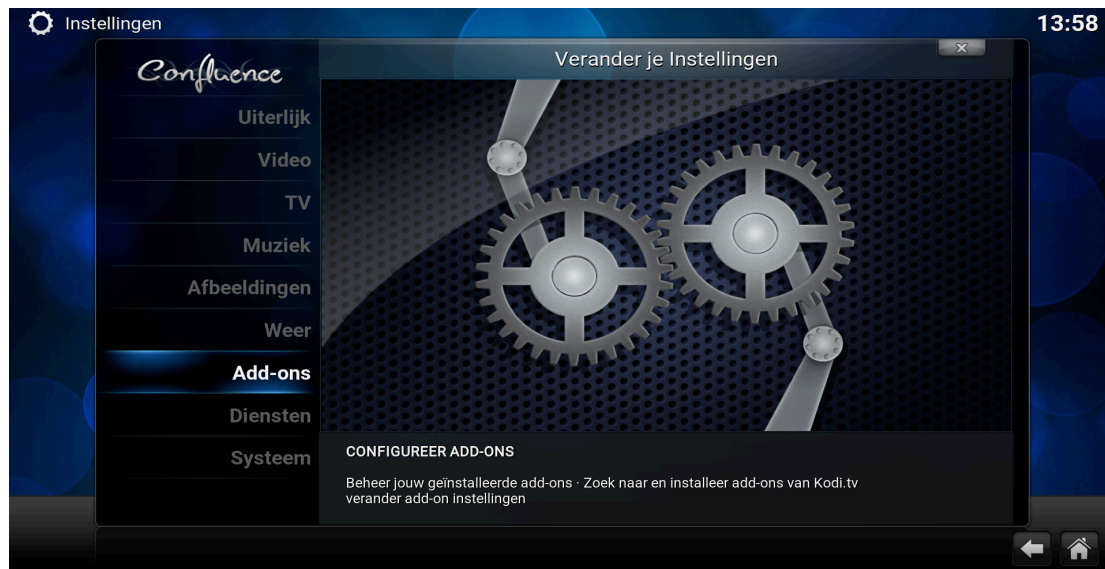 Instellingen
13:58
Confluence
Verander je Instellingen
Uiterlijk
Video
TV
Muziek
Afbeeldingen
Weer
Add-ons
Diensten
Systeem
CONFIGUREER ADD-ONS
Beheer jouw geïnstalleerde add-ons · Zoek naar en installeer add-ons van Kodi.tv
verander add-on instellingen